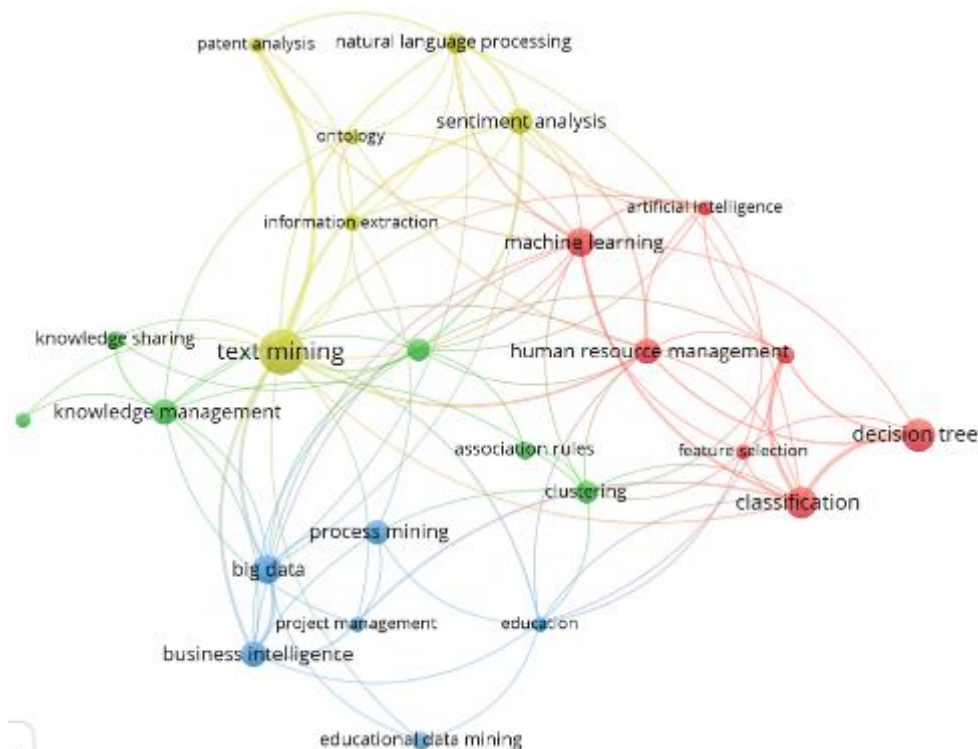 patent analysis
natural language processing
sentiment analysis
ontology
artificial intelligence
information extraction
machine learning
knowledge sharing
text mining
human resource management
knowledge management
decision tree
association rules
feature selection
clustering
classification
process mining
big data
project management
education
business intelligence
educational data mining